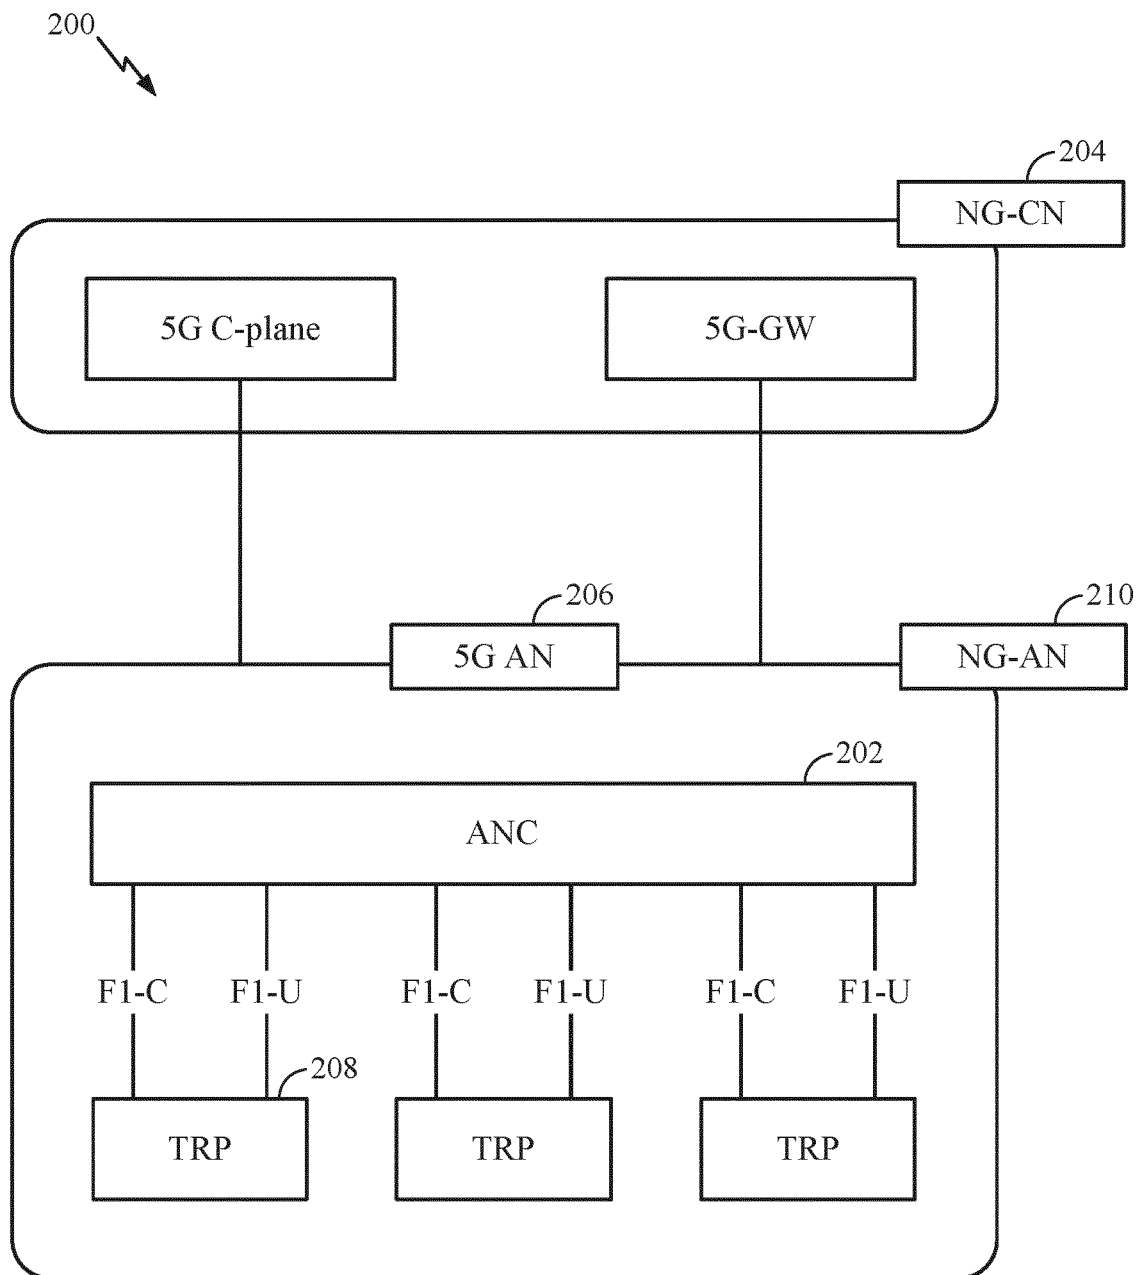 200
204
NG-CN
5G C-plane
5G-GW
206
210
5G AN
NG-AN
202
ANC
F1-C
F1-U
F1-C
F1-U
F1-C
F1-U
208
TRP
TRP
TRP